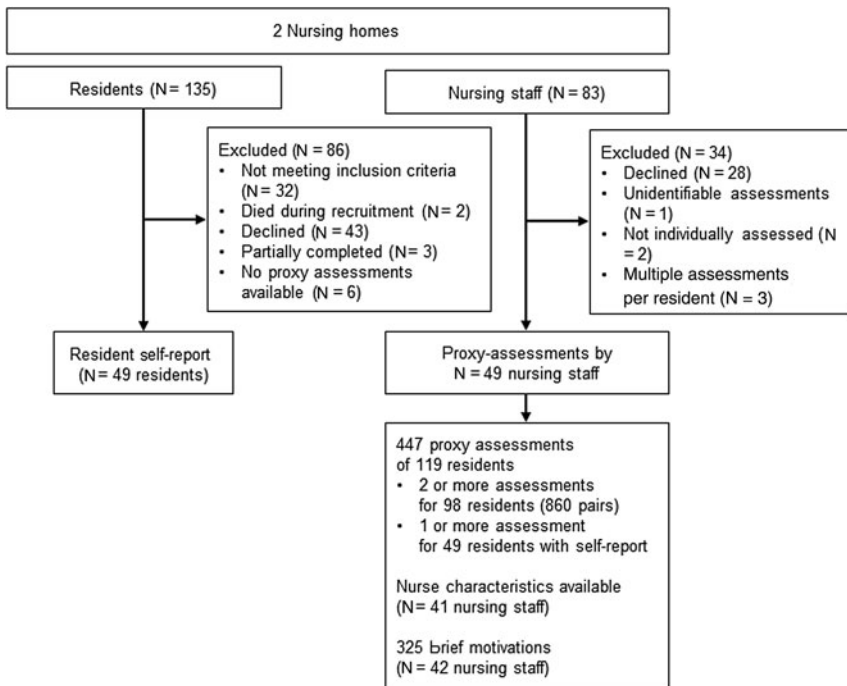 2 Nursing homes
Residents (N = 135)
Nursing staff (N = 83)
Excluded (N = 86)
• Not meeting inclusion criteria
(N = 32)
• Died during recruitment (N = 2)
• Declined (N = 43)
• Partially completed (N = 3)
• No proxy assessments
available (N = 6)
Excluded (N = 34)
• Declined (N = 28)
• Unidentifiable assessments
(N = 1)
• Not individually assessed (N
= 2)
• Multiple assessments
per resident (N = 3)
Resident self-report
(N = 49 residents)
Proxy-assessments by
N = 49 nursing staff
447 proxy assessments
of 119 residents
• 2 or more assessments
for 98 residents (860 pairs)
• 1 or more assessment
for 49 residents with self-report
Nurse characteristics available
(N= 41 nursing staff)
325 brief motivations
(N = 42 nursing staff)